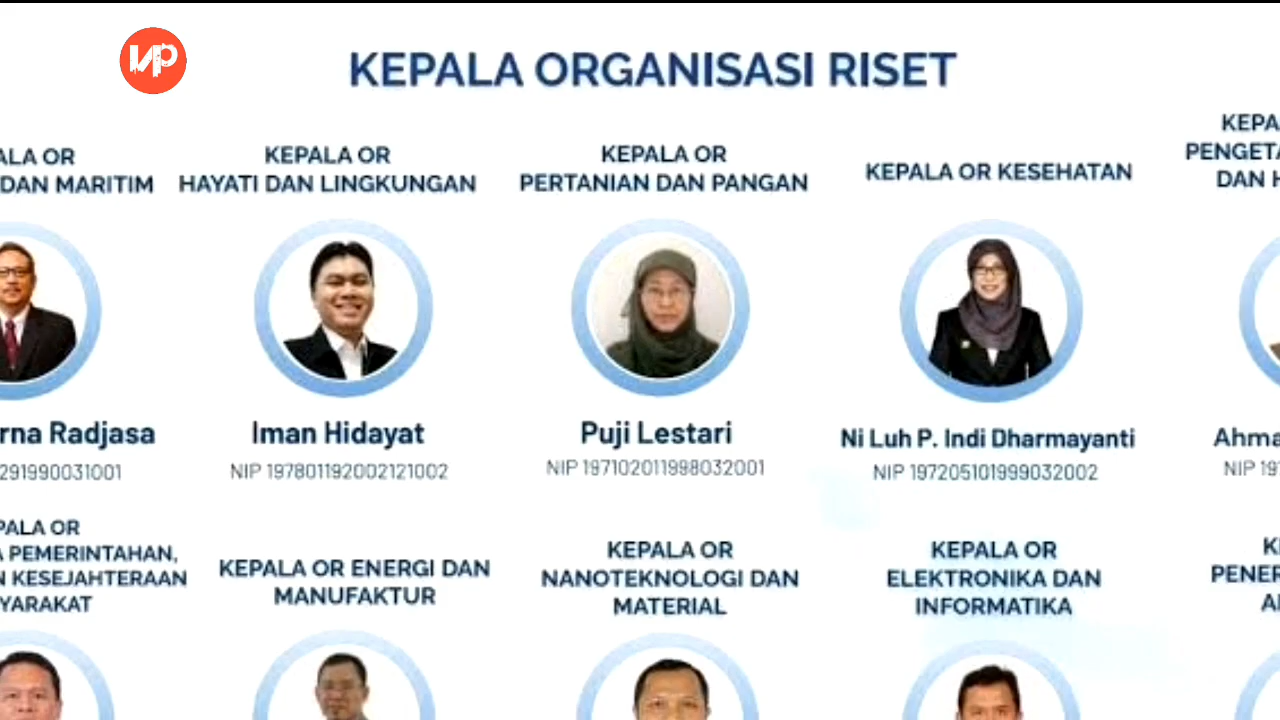 KEPALA ORGANISASI RISET
ALA OR
DAN MARITIM
KEPALA OR
HAYATI DAN LINGKUNGAN
KEPALA OR
PERTANIAN DAN PANGAN
KEPALA OR KESEHATAN
KEPA
PENGETA
DAN H
rna Radjasa
291990031001
Iman Hidayat
NIP 197801192002121002
Puji Lestari
NIP 197102011998032001
Ni Luh P. Indi Dharmayanti
NIP 197205101999032002
Ahma
NIP 197
PALA OR
A PEMERINTAHAN,
N KESEJAHTERAAN
YARAKAT
KEPALA OR ENERGI DAN
MANUFAKTUR
KEPALA OR
NANOTEKNOLOGI DAN
MATERIAL
KEPALA OR
ELEKTRONIKA DAN
INFORMATIKA
KE
PENER